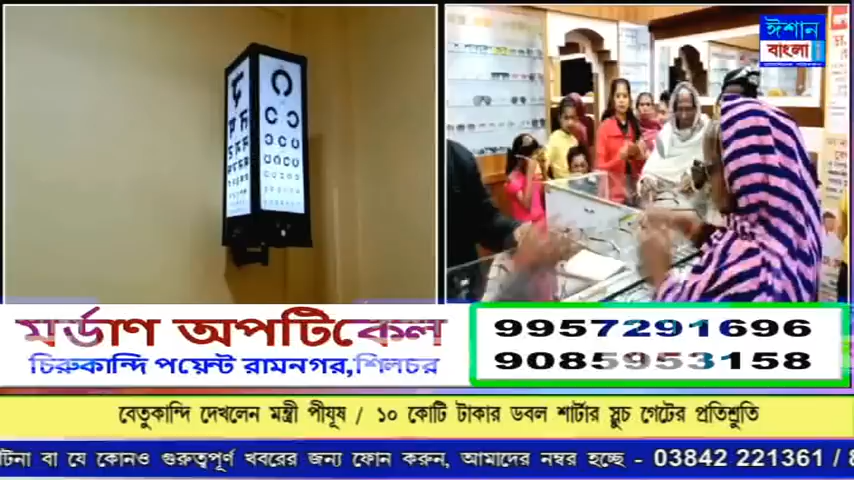 ঈশান
বাংলা
মর্ডাণ অপটিকেল
চিরুকান্দি পয়েন্ট রামনগর,শিলচর
9957291696
9085953158
বেতুকান্দি দেখলেন মন্ত্রী পীযূষ / ১০ কোটি টাকার ডবল শার্টার স্লুচ গেটের প্রতিশ্রুতি
টনা বা যে কোনও গুরুত্বপূর্ণ খবরের জন্য ফোন করুন, আমাদের নম্বর হচ্ছে - 03842 221361 /